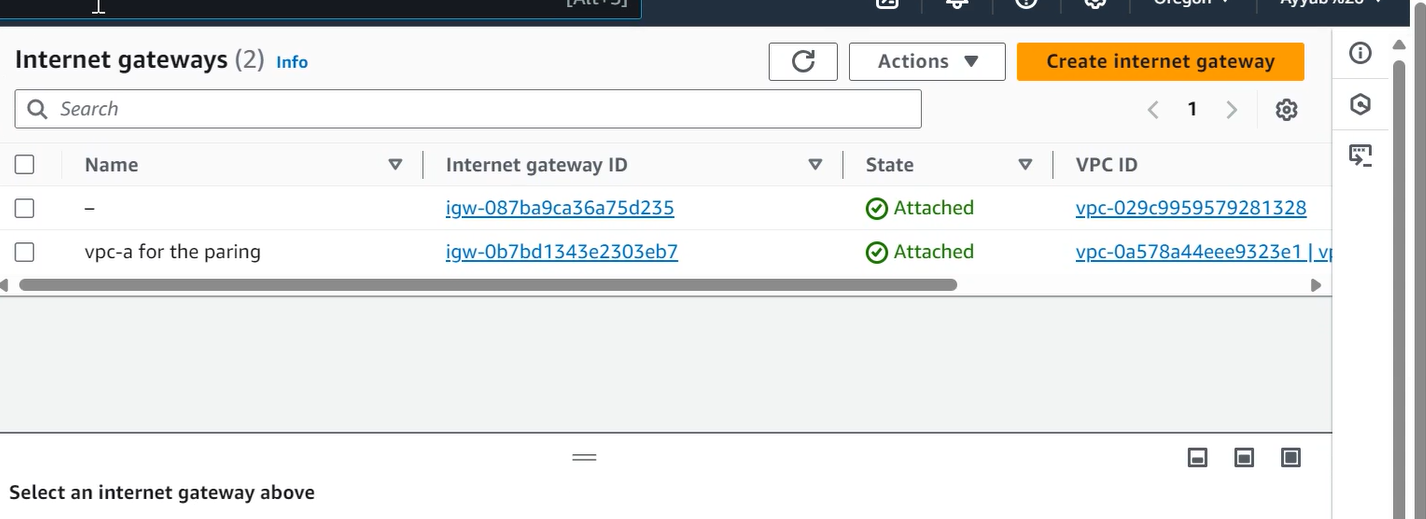 [Alt+S]
Oregon
Internet gateways (2) Info
Actions
Create internet gateway
Search
1
Name Internet gateway ID State VPC ID
– igw-087ba9ca36a75d235 Attached vpc-029c9959579281328
vpc-a for the paring igw-0b7bd1343e2303eb7 Attached vpc-0a578a44eee9323e1 | vp
Select an internet gateway above